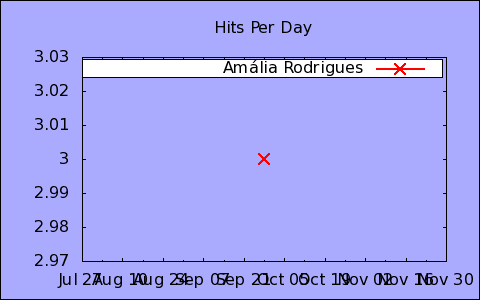 Hits Per Day
3.03
Amália Rodrigues
3.02
3.01
3
2.99
2.98
2.97
Jul 27 Aug 10 Aug 24 Sep 07 Sep 21 Oct 05 Oct 19 Nov 02 Nov 16 Nov 30